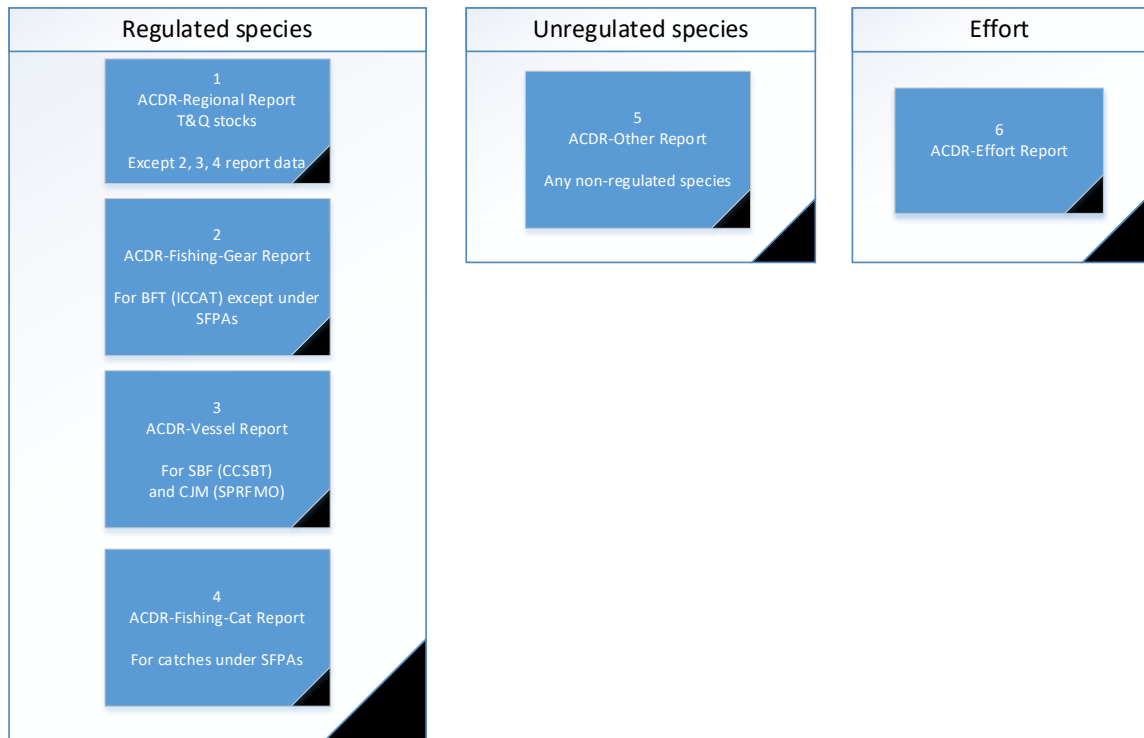 Regulated species
1
ACDR-Regional Report
T&Q stocks
Except 2, 3, 4 report data
2
ACDR-Fishing-Gear Report
For BFT (ICCAT) except under
SFPAs
3
ACDR-Vessel Report
For SBF (CCSBT)
and CJM (SPRFMO)
4
ACDR-Fishing-Cat Report
For catches under SFPAs
Unregulated species
5
ACDR-Other Report
Any non-regulated species
Effort
6
ACDR-Effort Report